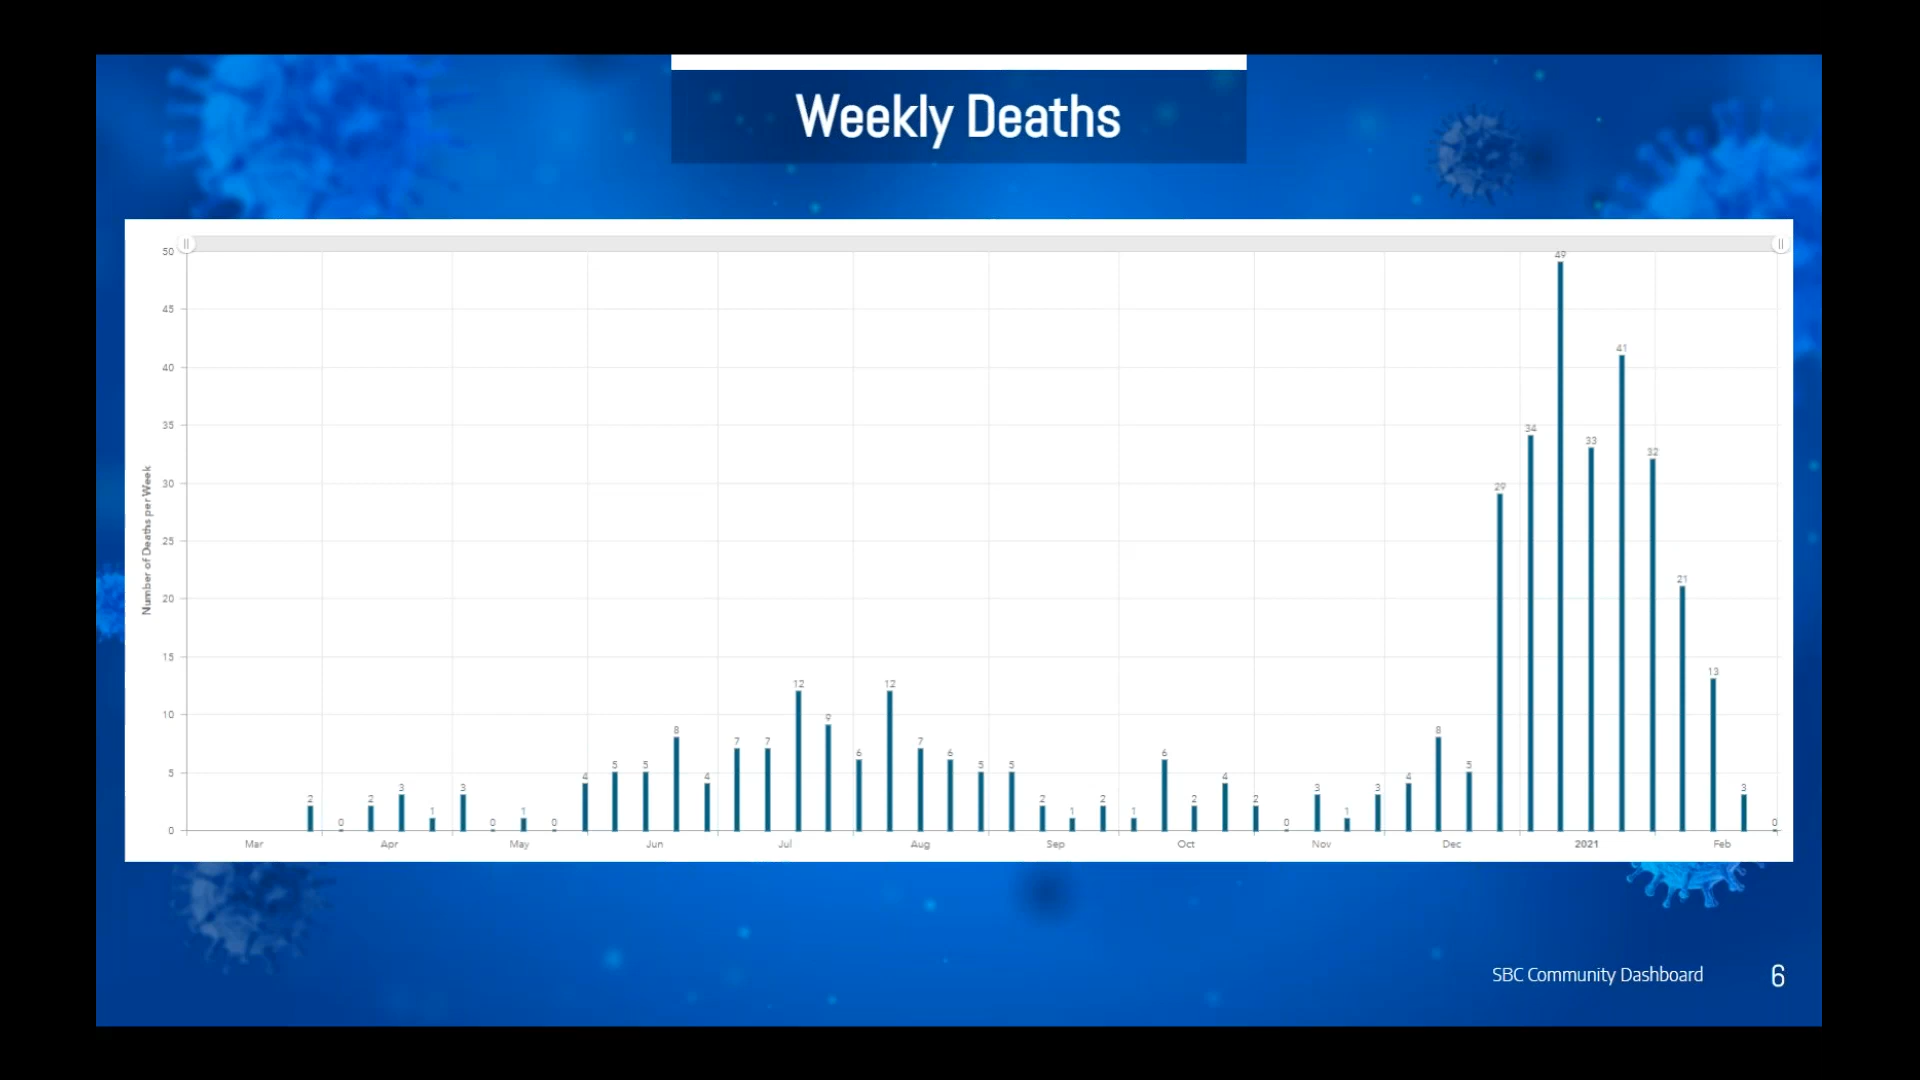 Weekly Deaths
50
45
40
35
30
25
20
15
10
5
0
Number of Deaths per Week
2 0 2 3 1 3 0 1 0 4 5 5 8 4 7 7 12 9 6 12 7 6 5 5 2 1 2 1 6 2 4 2 0 3 1 3 4 8 5 29 34 49 33 41 32 21 13 3 0
Mar Apr May Jun Jul Aug Sep Oct Nov Dec 2021 Feb
SBC Community Dashboard 6